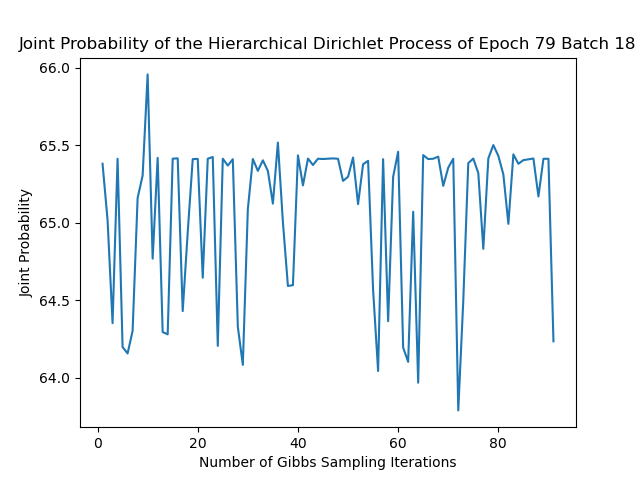 Joint Probability of the Hierarchical Dirichlet Process of Epoch 79 Batch 18
66.0
65.5
65.0
64.5
64.0
Joint Probability
0 20 40 60 80
Number of Gibbs Sampling Iterations